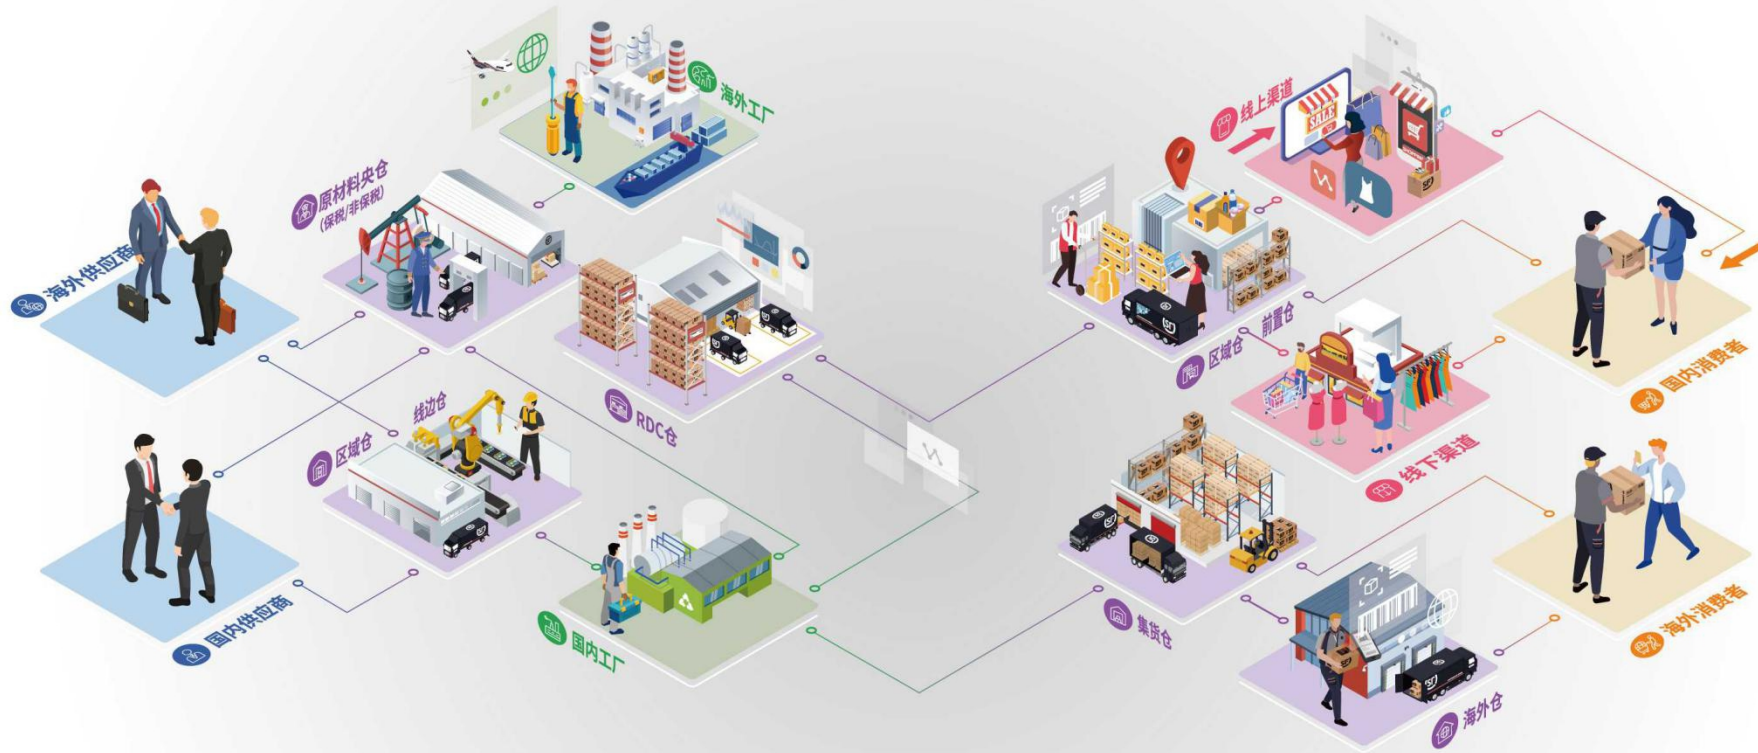 海外工厂
线上渠道
原材料央仓
(保税/非保税)
海外供应商
SALE
前置仓
区域仓
国内消费者
RDC仓
线边仓
区域仓
线下渠道
国内供应商
国内工厂
集货仓
海外消费者
海外仓